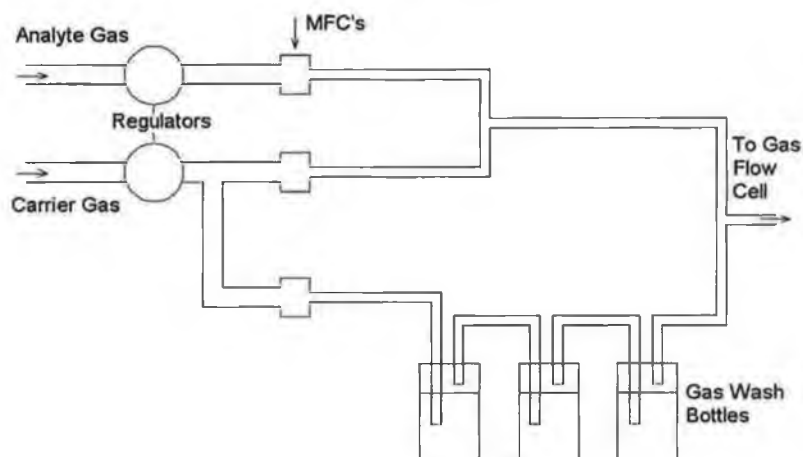 MFC's
Analyte Gas
Regulators
Carrier Gas
To Gas
Flow
Cell
Gas Wash
Bottles